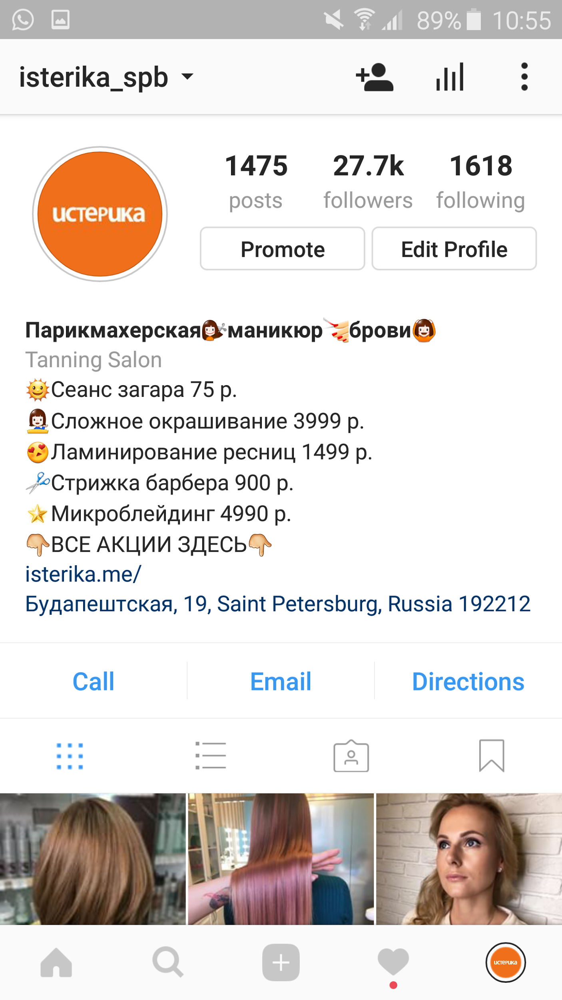 89% 10:55
isterika_spb
1475 27.7k 1618
posts followers following
истерика
Promote Edit Profile
Парикмахерская💇маникюр💅брови🙆
Tanning Salon
🌞Сеанс загара 75 р.
💁Сложное окрашивание 3999 р.
😍Ламинирование ресниц 1499 р.
✂Стрижка барбера 900 р.
🌟Микроблейдинг 4990 р.
👇ВСЕ АКЦИИ ЗДЕСЬ👇
isterika.me/
Будапештская, 19, Saint Petersburg, Russia 192212
Call Email Directions
истерика